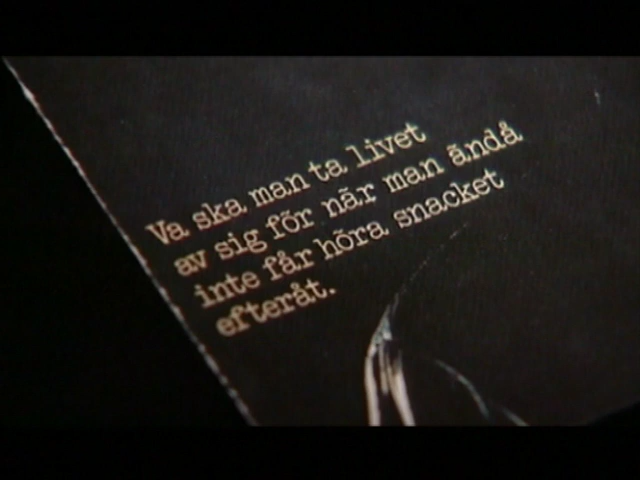 Va ska man ta livet
av sig för när man ändå
inte får höra snacket
efteråt.